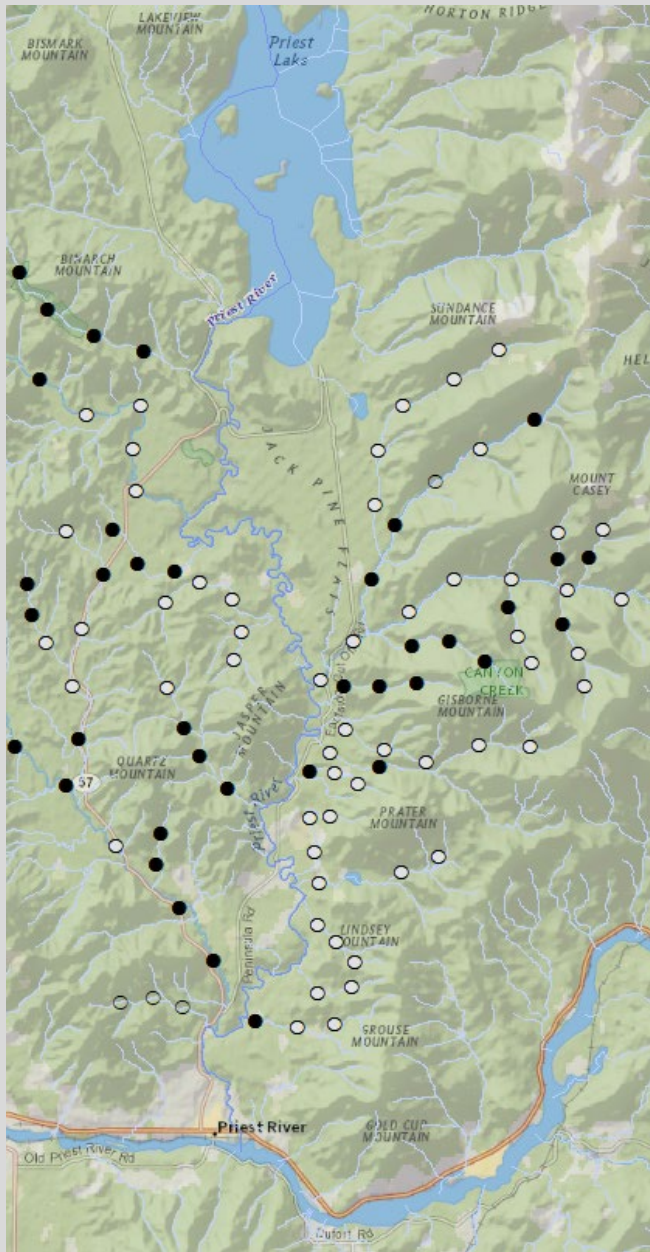 HORTON RIDGE
LAKEVIEW
MOUNTAIN
BISMARK
MOUNTAIN
Priest
Lake
BINARCH
MOUNTAIN
Priest River
SUNDANCE
MOUNTAIN
HEL
JACK PINE FLATS
MOUNT
CASEY
CANYON
CREEK
GISBORNE
MOUNTAIN
JASPER
MOUNTAIN
QUARTZ
MOUNTAIN
57
Priest River
PRATER
MOUNTAIN
Peninsula Rd
LINDSEY
MOUNTAIN
GROUSE
MOUNTAIN
Priest River
GOLD CUP
MOUNTAIN
Old Priest River Rd
Dufort Rd